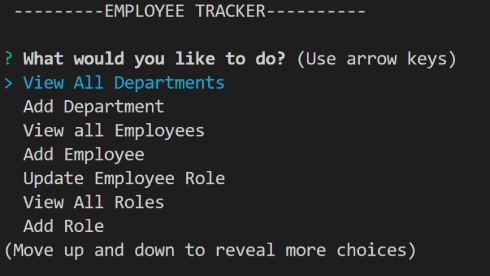 ---------EMPLOYEE TRACKER----------
? What would you like to do? (Use arrow keys)
> View All Departments
Add Department
View all Employees
Add Employee
Update Employee Role
View All Roles
Add Role
(Move up and down to reveal more choices)